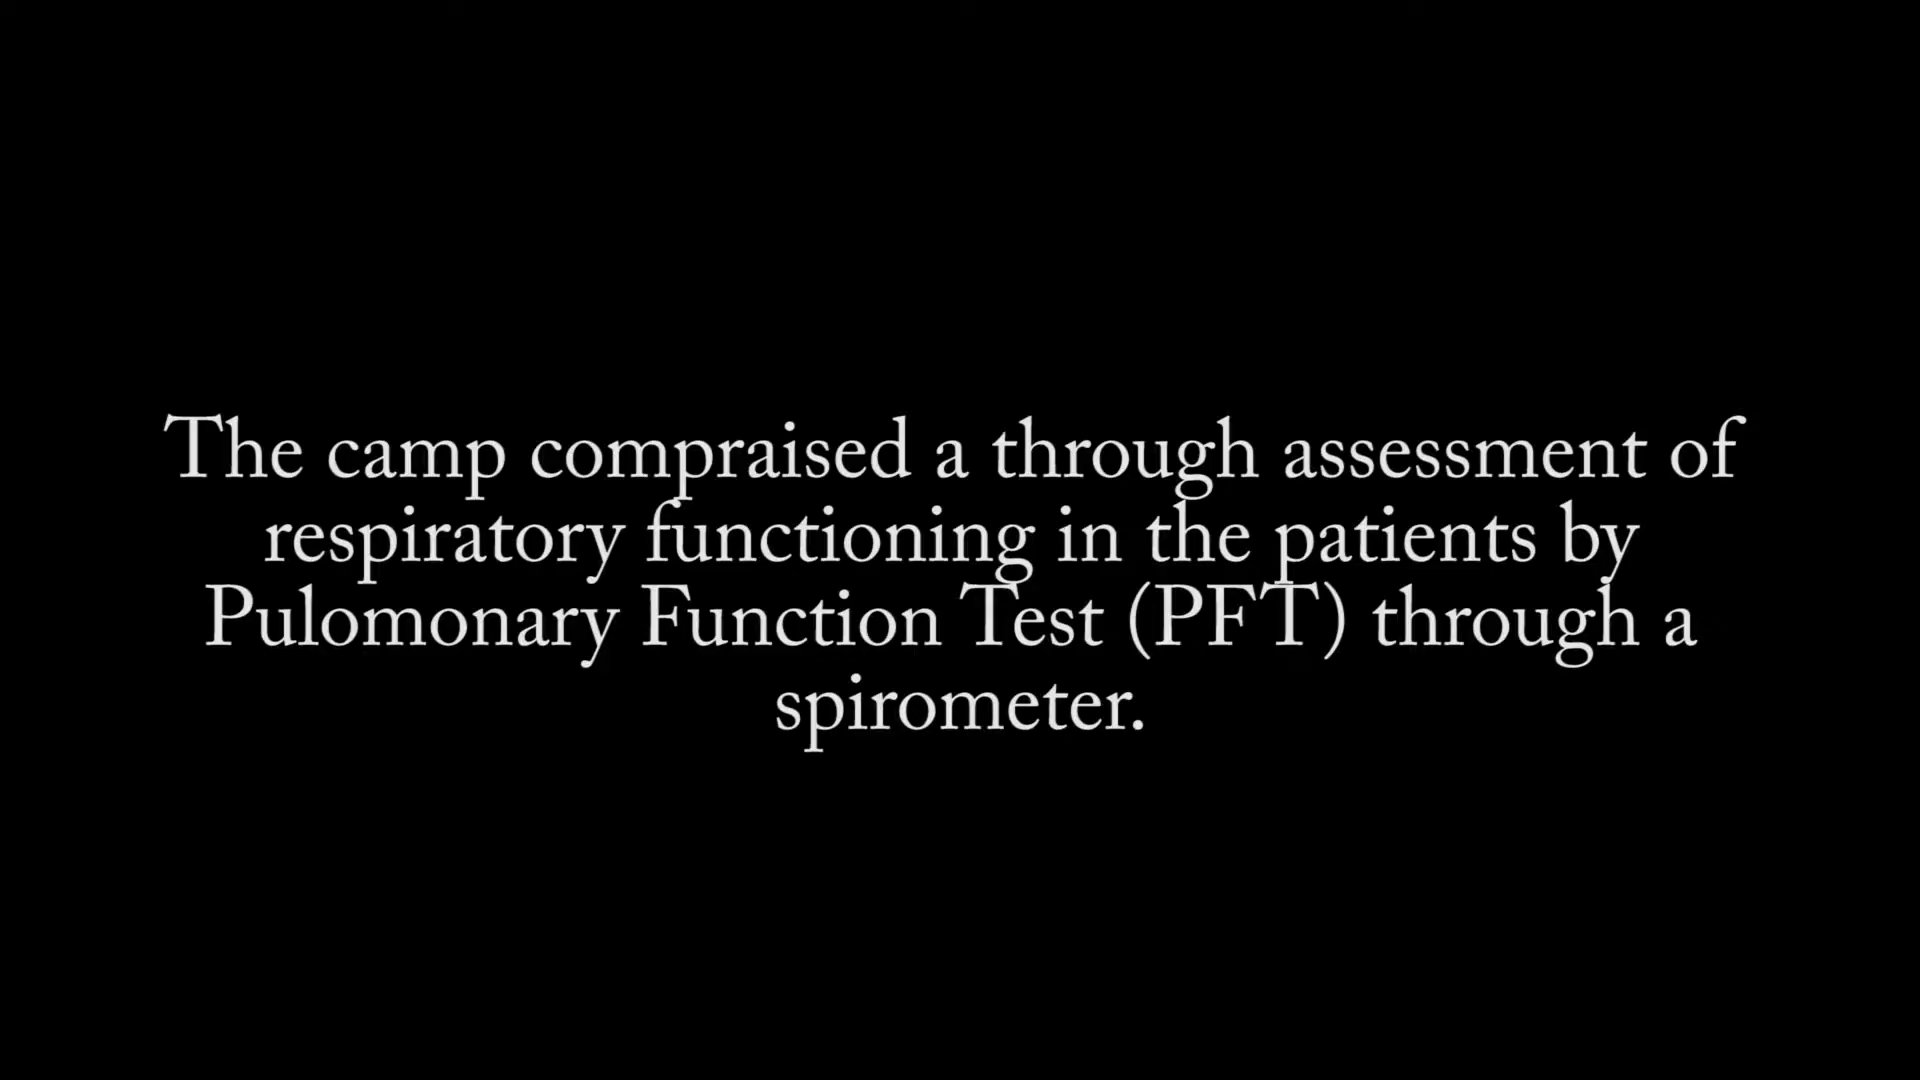 The camp compraised a through assessment of
respiratory functioning in the patients by
Pulomonary Function Test (PFT) through a
spirometer.